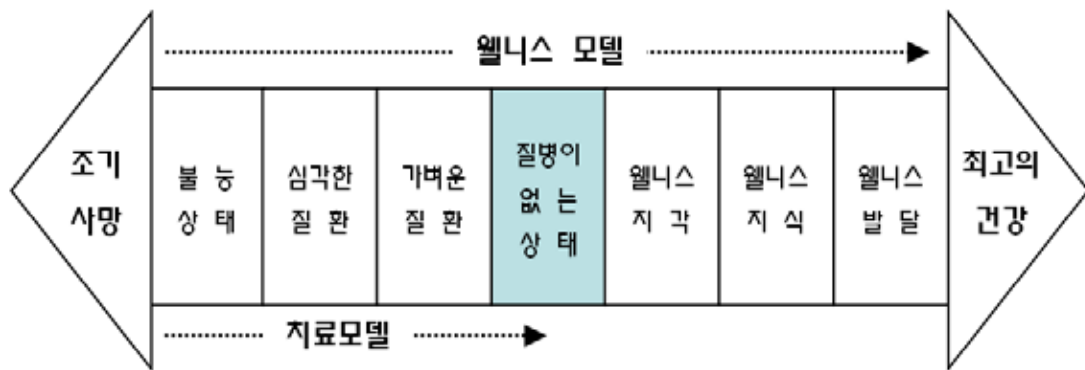 웰니스 모델
조기
사망
불 능
상 태
심각한
질 환
가벼운
질 환
질병이
없 는
상 태
웰니스
지 각
웰니스
지 식
웰니스
발 달
최고의
건강
치료모델